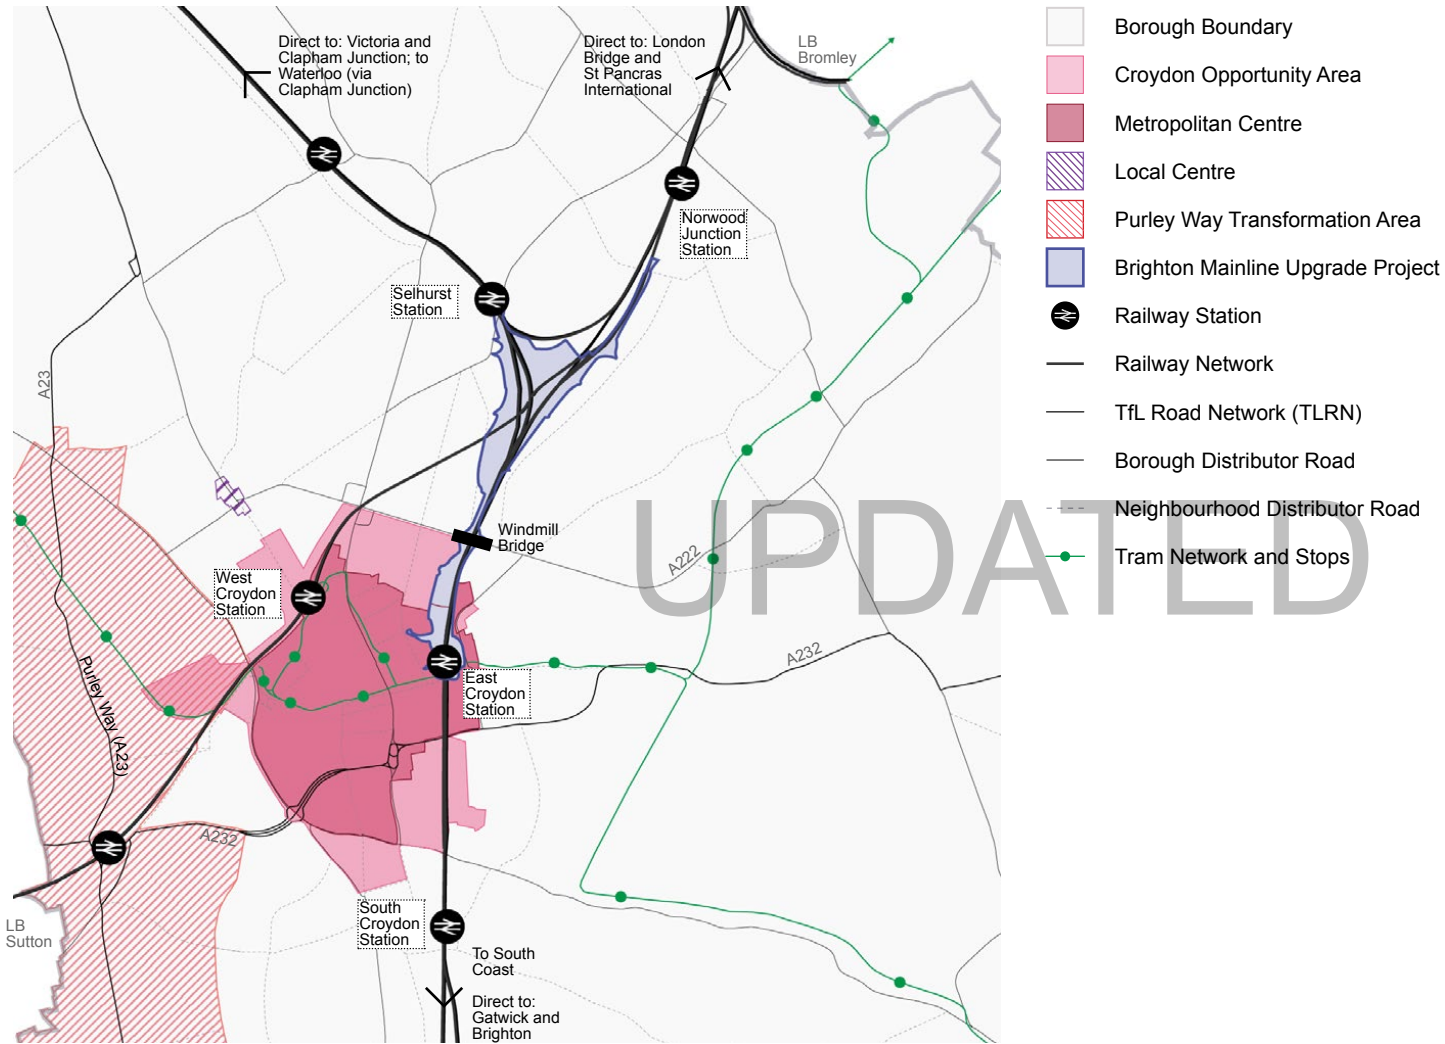 Direct to: Victoria and
Clapham Junction; to
Waterloo (via
Clapham Junction)
Direct to: London
Bridge and
St Pancras
International
LB
Bromley
Norwood
Junction
Station
Selhurst
Station
A23
Windmill
Bridge
A222
West
Croydon
Station
A232
East
Croydon
Station
Purley Way (A23)
A232
South
Croydon
Station
LB
Sutton
To South
Coast
Direct to:
Gatwick and
Brighton
Borough Boundary
Croydon Opportunity Area
Metropolitan Centre
Local Centre
Purley Way Transformation Area
Brighton Mainline Upgrade Project
Railway Station
Railway Network
TfL Road Network (TLRN)
Borough Distributor Road
Neighbourhood Distributor Road
Tram Network and Stops
UPDATED